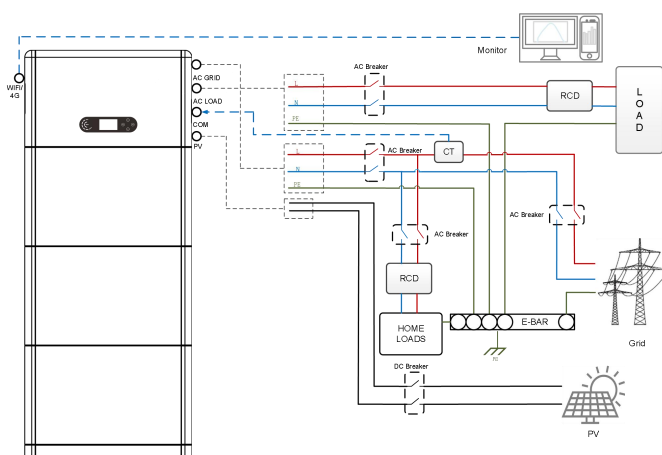 Monitor
WIFI/
4G
AC GRID
AC LOAD
COM
PV
L
N
PE
AC Breaker
RCD
LOAD
L
N
PE
AC Breaker
CT
AC Breaker
AC Breaker
RCD
HOME
LOADS
E-BAR
PE
Grid
DC Breaker
PV